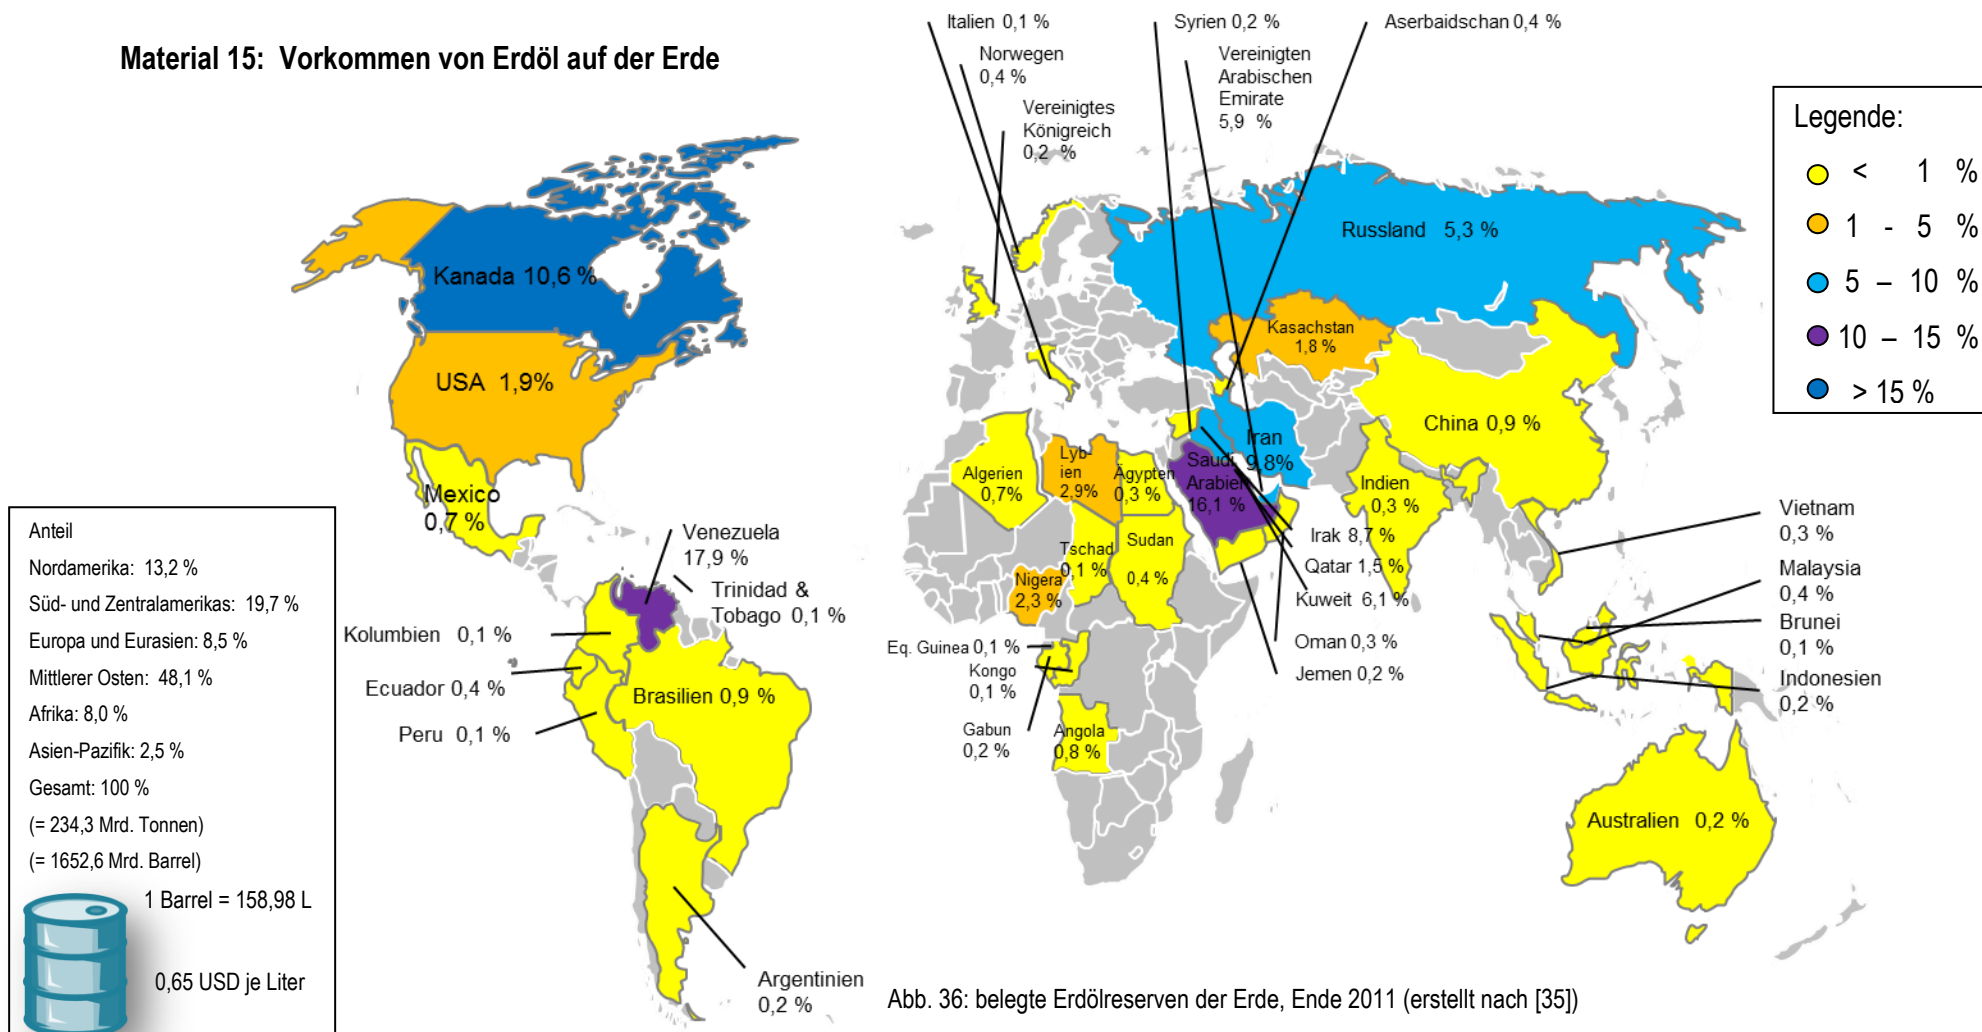 Material 15:  Vorkommen von Erdöl auf der Erde
Italien 0,1 %
Norwegen
0,4 %
Vereinigtes
Königreich
0,2  %
Syrien 0,2 %
Vereinigten
Arabischen
Emirate
5,9  %
Aserbaidschan 0,4 %
Legende:
< 1 %
1 - 5 %
5 – 10 %
10 – 15 %
> 15 %
Kanada 10,6 %
USA  1,9%
Mexico
0,7 %
Russland   5,3 %
Kasachstan
1,8 %
China 0,9 %
Iran
9,8%
Saudi
Arabien
16,1 %
Algerien
0,7%
Lyb-
ien
2,9%
Ägypten
0,3 %
Indien
0,3 %
Tschad
0,1 %
Sudan
0,4 %
Nigera
2,3 %
Irak  8,7 %
Qatar 1,5 %
Kuweit  6,1 %
Oman 0,3 %
Jemen 0,2 %
Vietnam
0,3 %
Malaysia
0,4 %
Brunei
0,1 %
Indonesien
0,2 %
Venezuela
17,9 %
Trinidad &
Tobago  0,1 %
Kolumbien   0,1 %
Ecuador 0,4 %
Peru  0,1 %
Brasilien 0,9  %
Eq. Guinea 0,1 %
Kongo
0,1 %
Gabun
0,2 %
Angola
0,8 %
Australien   0,2 %
Argentinien
0,2 %
Anteil
Nordamerika:  13,2 %
Süd- und Zentralamerikas:  19,7 %
Europa und Eurasien: 8,5 %
Mittlerer Osten:  48,1 %
Afrika: 8,0 %
Asien-Pazifik: 2,5 %
Gesamt: 100 %
(= 234,3 Mrd. Tonnen)
(= 1652,6 Mrd. Barrel)
1 Barrel = 158,98 L
0,65 USD je Liter
Abb. 36: belegte Erdölreserven der Erde, Ende 2011 (erstellt nach [35])